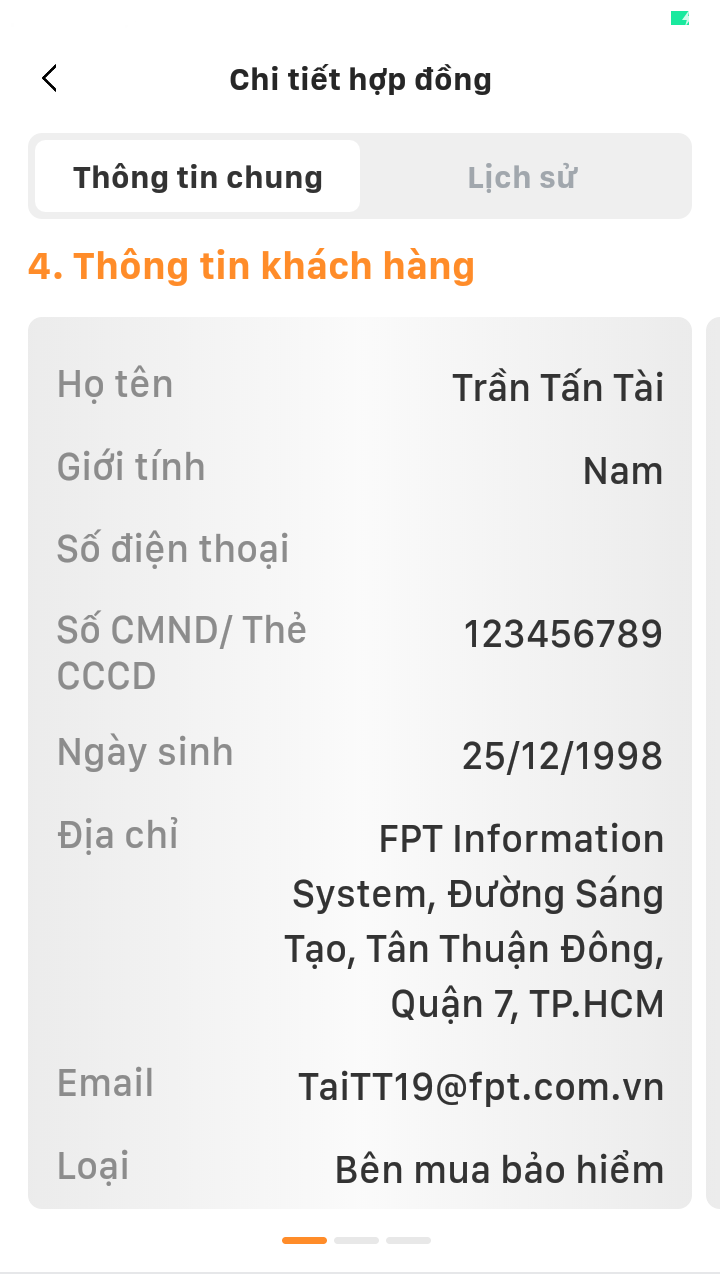 Chi tiết hợp đồng
Thông tin chung
Lịch sử
4. Thông tin khách hàng
Họ tên
Trần Tấn Tài
Giới tính
Nam
Số điện thoại
Số CMND/ Thẻ
CCCD
123456789
Ngày sinh
25/12/1998
Địa chỉ
FPT Information
System, Đường Sáng
Tạo, Tân Thuận Đông,
Quận 7, TP.HCM
Email
TaiTT19@fpt.com.vn
Loại
Bên mua bảo hiểm